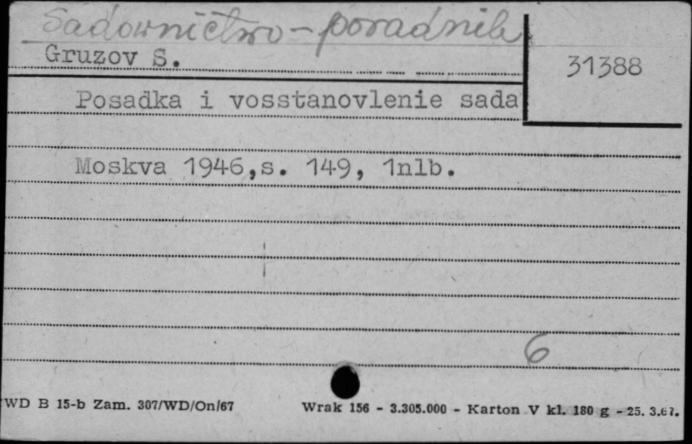 Sadownictwo - poradnik
Gruzov S.
31388
Posadka i vosstanovlenie sada
Moskva 1946,s. 149, 1nlb.
6
WD B 15-b Zam. 307/WD/On/67 Wrak 156 - 3.305.000 - Karton V kl. 180 g - 25. 3.67.